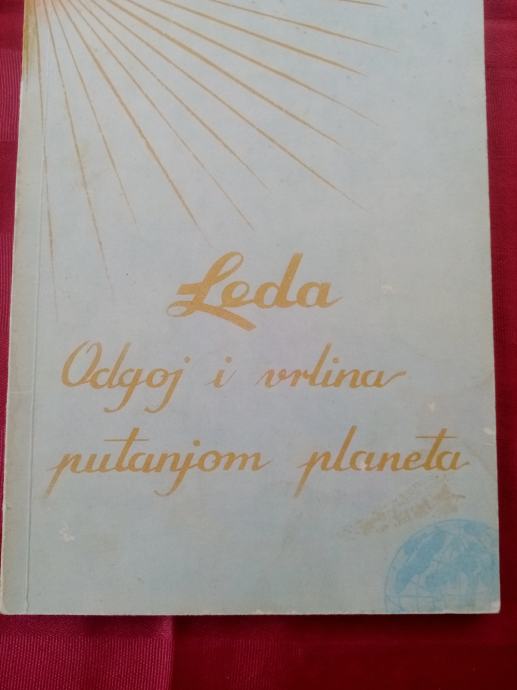 Leda
Odgoj i vrlina
putanjom planeta